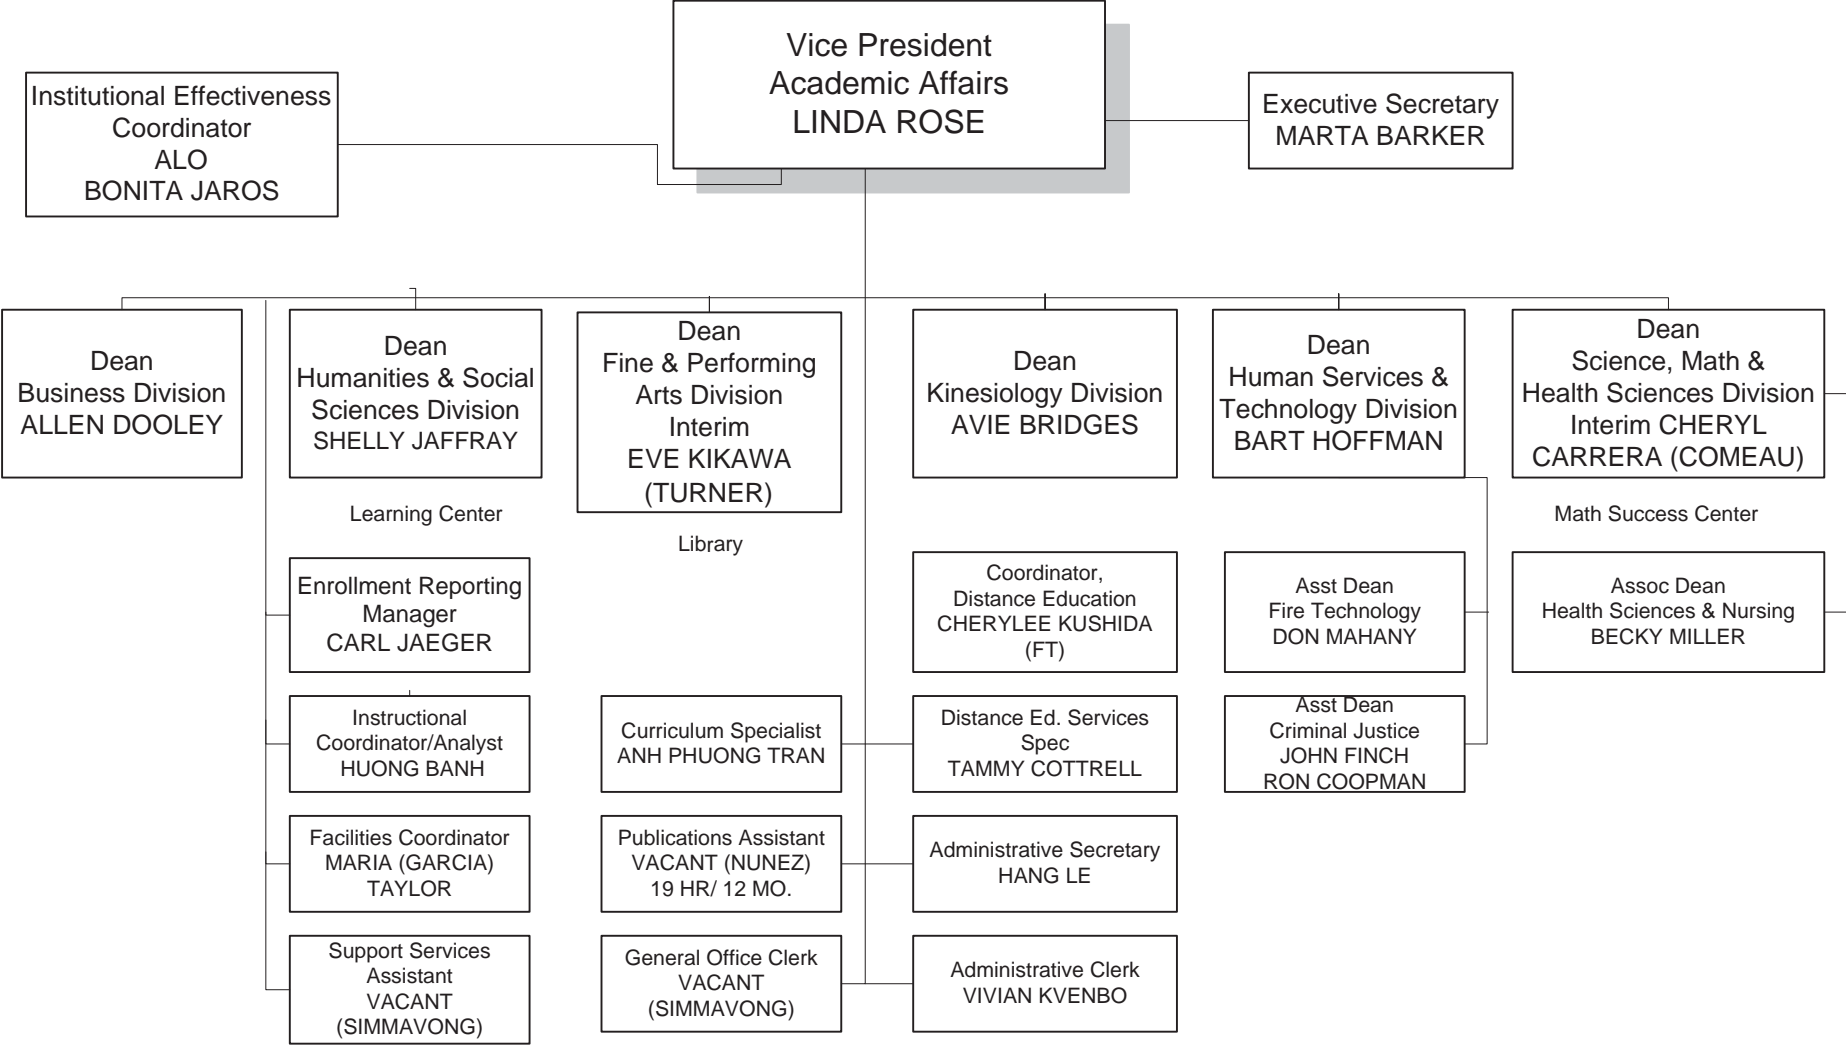 Vice President
Academic Affairs
LINDA ROSE
Institutional Effectiveness
Coordinator
ALO
BONITA JAROS
Executive Secretary
MARTA BARKER
Dean
Business Division
ALLEN DOOLEY
Dean
Humanities & Social
Sciences Division
SHELLY JAFFRAY
Dean
Fine & Performing
Arts Division
Interim
EVE KIKAWA
(TURNER)
Dean
Kinesiology Division
AVIE BRIDGES
Dean
Human Services &
Technology Division
BART HOFFMAN
Dean
Science, Math &
Health Sciences Division
Interim CHERYL
CARRERA (COMEAU)
Learning Center
Library
Math Success Center
Enrollment Reporting
Manager
CARL JAEGER
Coordinator,
Distance Education
CHERYLEE KUSHIDA
(FT)
Asst Dean
Fire Technology
DON MAHANY
Assoc Dean
Health Sciences & Nursing
BECKY MILLER
Instructional
Coordinator/Analyst
HUONG BANH
Curriculum Specialist
ANH PHUONG TRAN
Distance Ed. Services
Spec
TAMMY COTTRELL
Asst Dean
Criminal Justice
JOHN FINCH
RON COOPMAN
Facilities Coordinator
MARIA (GARCIA)
TAYLOR
Publications Assistant
VACANT (NUNEZ)
19 HR/ 12 MO.
Administrative Secretary
HANG LE
Support Services
Assistant
VACANT
(SIMMAVONG)
General Office Clerk
VACANT
(SIMMAVONG)
Administrative Clerk
VIVIAN KVENBO